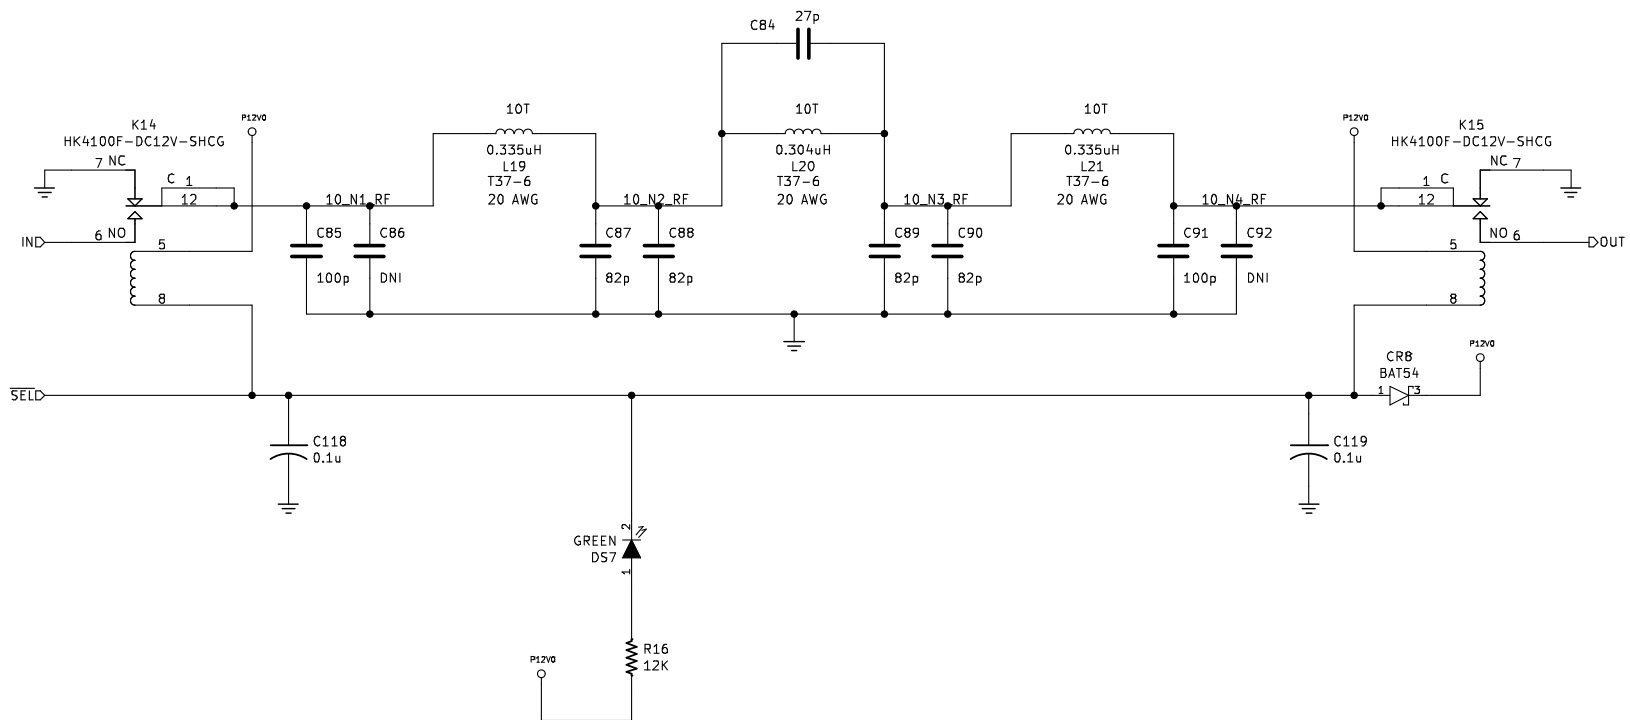 C84
27p
10T
10T
10T
K14
HK4100F-DC12V-SHCG
P12V0
P12V0
K15
HK4100F-DC12V-SHCG
0.335uH
L19
T37-6
20 AWG
0.304uH
L20
T37-6
20 AWG
0.335uH
L21
T37-6
20 AWG
7 NC
C 1
12
10_N1_RF
10_N2_RF
10_N3_RF
10_N4_RF
1 C
12
NC 7
IN
6 NO
5
8
C85
100p
C86
DNI
C87
82p
C88
82p
C89
82p
C90
82p
C91
100p
C92
DNI
NO 6
OUT
5
8
SEL
CR8
BAT54
1
3
P12V0
C118
0.1u
C119
0.1u
2
GREEN
DS7
1
R16
12K
P12V0